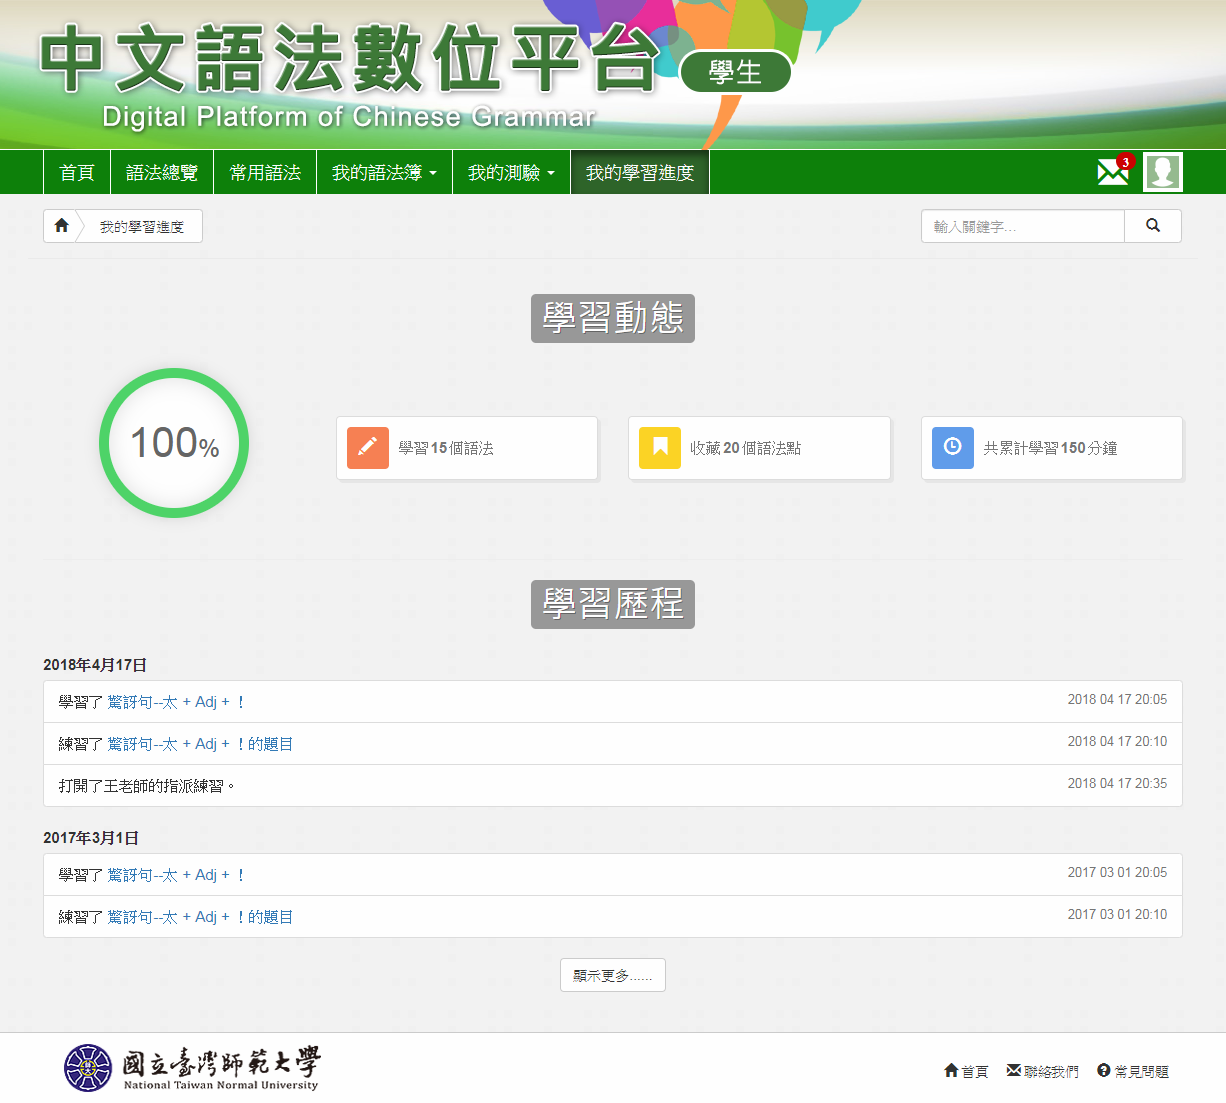 中文語法數位平台
學生
Digital Platform of Chinese Grammar
首頁 語法總覽 常用語法 我的語法簿 我的測驗 我的學習進度 3
我的學習進度 輸入關鍵字...
學習動態
100%
學習 15 個語法 收藏 20 個語法點 共累計學習 150 分鐘
學習歷程
2018年4月17日
學習了 驚訝句--太 + Adj + ！ 2018 04 17 20:05
練習了 驚訝句--太 + Adj + ！的題目 2018 04 17 20:10
打開了王老師的指派練習。 2018 04 17 20:35
2017年3月1日
學習了 驚訝句--太 + Adj + ！ 2017 03 01 20:05
練習了 驚訝句--太 + Adj + ！的題目 2017 03 01 20:10
顯示更多......
國立臺灣師範大學
National Taiwan Normal University
首頁 聯絡我們 常見問題